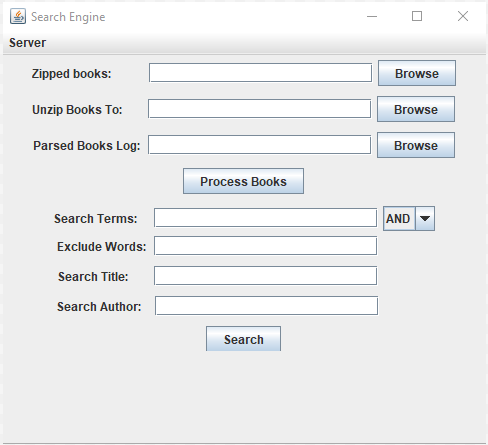 Search Engine
Server
Zipped books: Browse
Unzip Books To: Browse
Parsed Books Log: Browse
Process Books
Search Terms: AND
Exclude Words:
Search Title:
Search Author:
Search